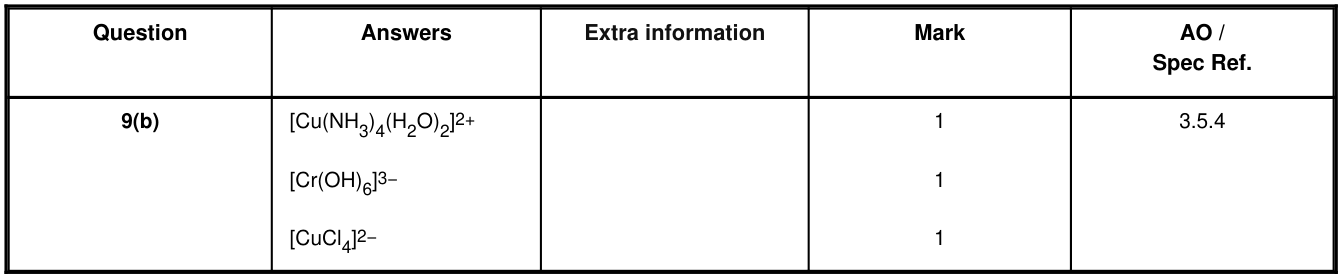 Question Answers Extra information Mark AO /
Spec Ref.
9(b) [Cu(NH₃)₄(H₂O)₂]²⁺ 1 3.5.4
[Cr(OH)₆]³⁻ 1
[CuCl₄]²⁻ 1